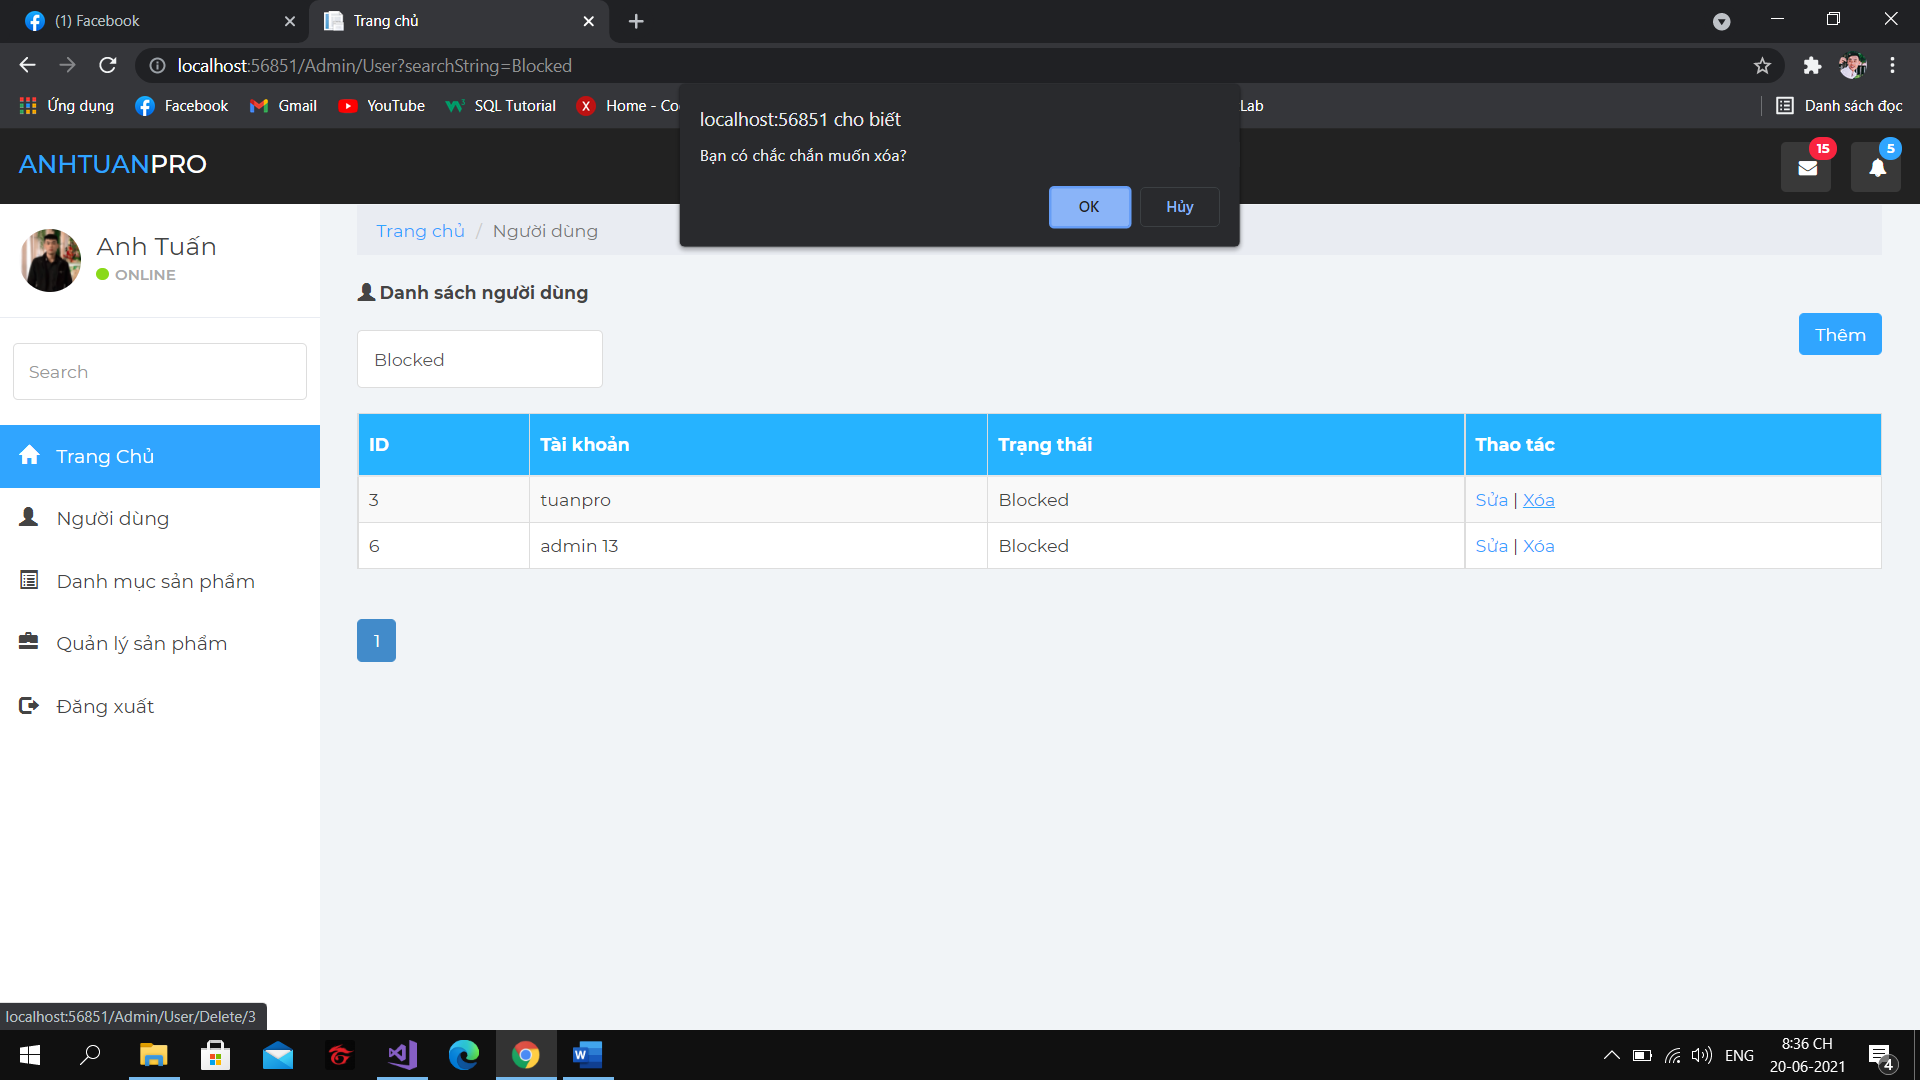 (1) Facebook
Trang chủ
localhost:56851/Admin/User?searchString=Blocked
Ứng dụng
Facebook
Gmail
YouTube
SQL Tutorial
Home - Co
Lab
Danh sách đọc
localhost:56851 cho biết
Bạn có chắc chắn muốn xóa?
OK
Hủy
ANHTUANPRO
15
5
Anh Tuấn
ONLINE
Search
Trang Chủ
Người dùng
Danh mục sản phẩm
Quản lý sản phẩm
Đăng xuất
Trang chủ / Người dùng
Danh sách người dùng
Blocked
Thêm
ID Tài khoản Trạng thái Thao tác
3 tuanpro Blocked Sửa | Xóa
6 admin 13 Blocked Sửa | Xóa
1
localhost:56851/Admin/User/Delete/3
ENG
8:36 CH
20-06-2021
4